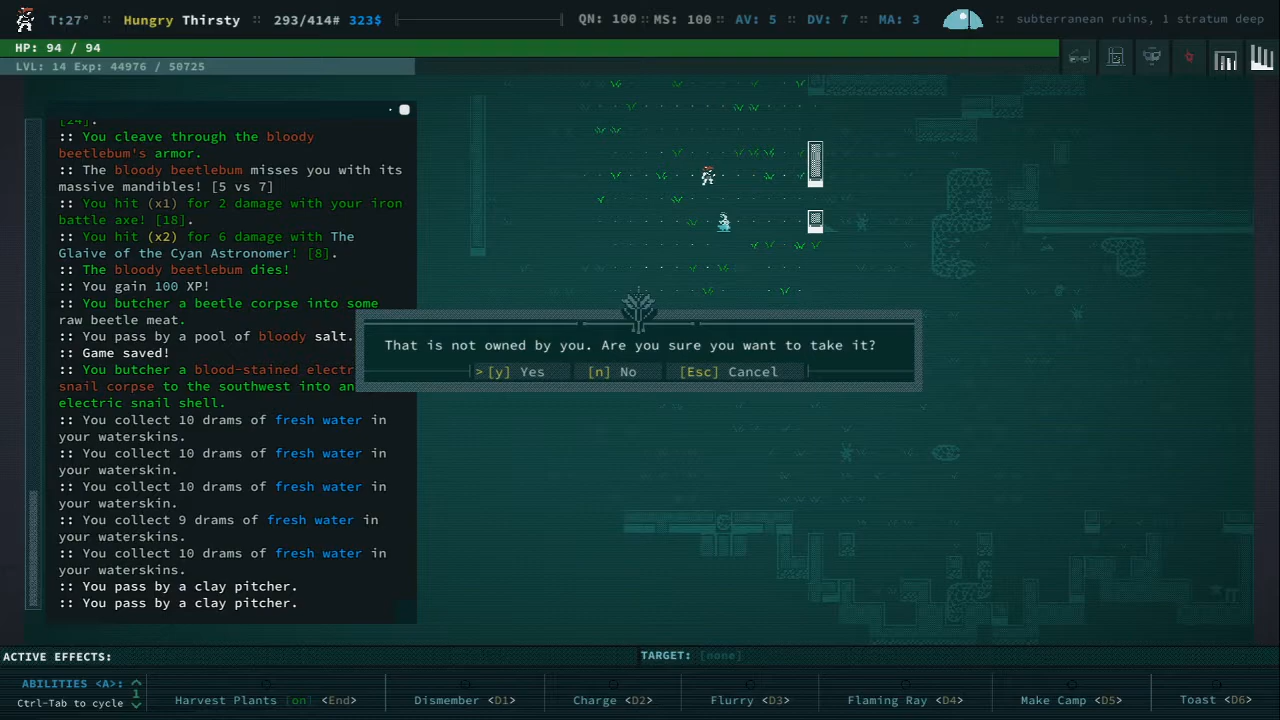 T:27° :: Hungry Thirsty :: 293/414# 323$ QN: 100 :: MS: 100 :: AV: 5 :: DV: 7 :: MA: 3 :: subterranean ruins, 1 stratum deep
HP: 94 / 94
LVL: 14 Exp: 44976 / 50725
[24].
:: You cleave through the bloody
beetlebum's armor.
:: The bloody beetlebum misses you with its
massive mandibles! [5 vs 7]
:: You hit (x1) for 2 damage with your iron
battle axe! [18].
:: You hit (x2) for 6 damage with The
Glaive of the Cyan Astronomer! [8].
:: The bloody beetlebum dies!
:: You gain 100 XP!
:: You butcher a beetle corpse into some
raw beetle meat.
:: You pass by a pool of bloody salt.
:: Game saved!
:: You butcher a blood-stained electr
snail corpse to the southwest into an
electric snail shell.
:: You collect 10 drams of fresh water in
your waterskins.
:: You collect 10 drams of fresh water in
your waterskin.
:: You collect 10 drams of fresh water in
your waterskin.
:: You collect 9 drams of fresh water in
your waterskins.
:: You collect 10 drams of fresh water in
your waterskins.
:: You pass by a clay pitcher.
:: You pass by a clay pitcher.
That is not owned by you. Are you sure you want to take it?
>[y] Yes [n] No [Esc] Cancel
ACTIVE EFFECTS: TARGET: [none]
ABILITIES <A>: 1
Ctrl-Tab to cycle
Harvest Plants [on] <End> Dismember <D1> Charge <D2> Flurry <D3> Flaming Ray <D4> Make Camp <D5> Toast <D6>